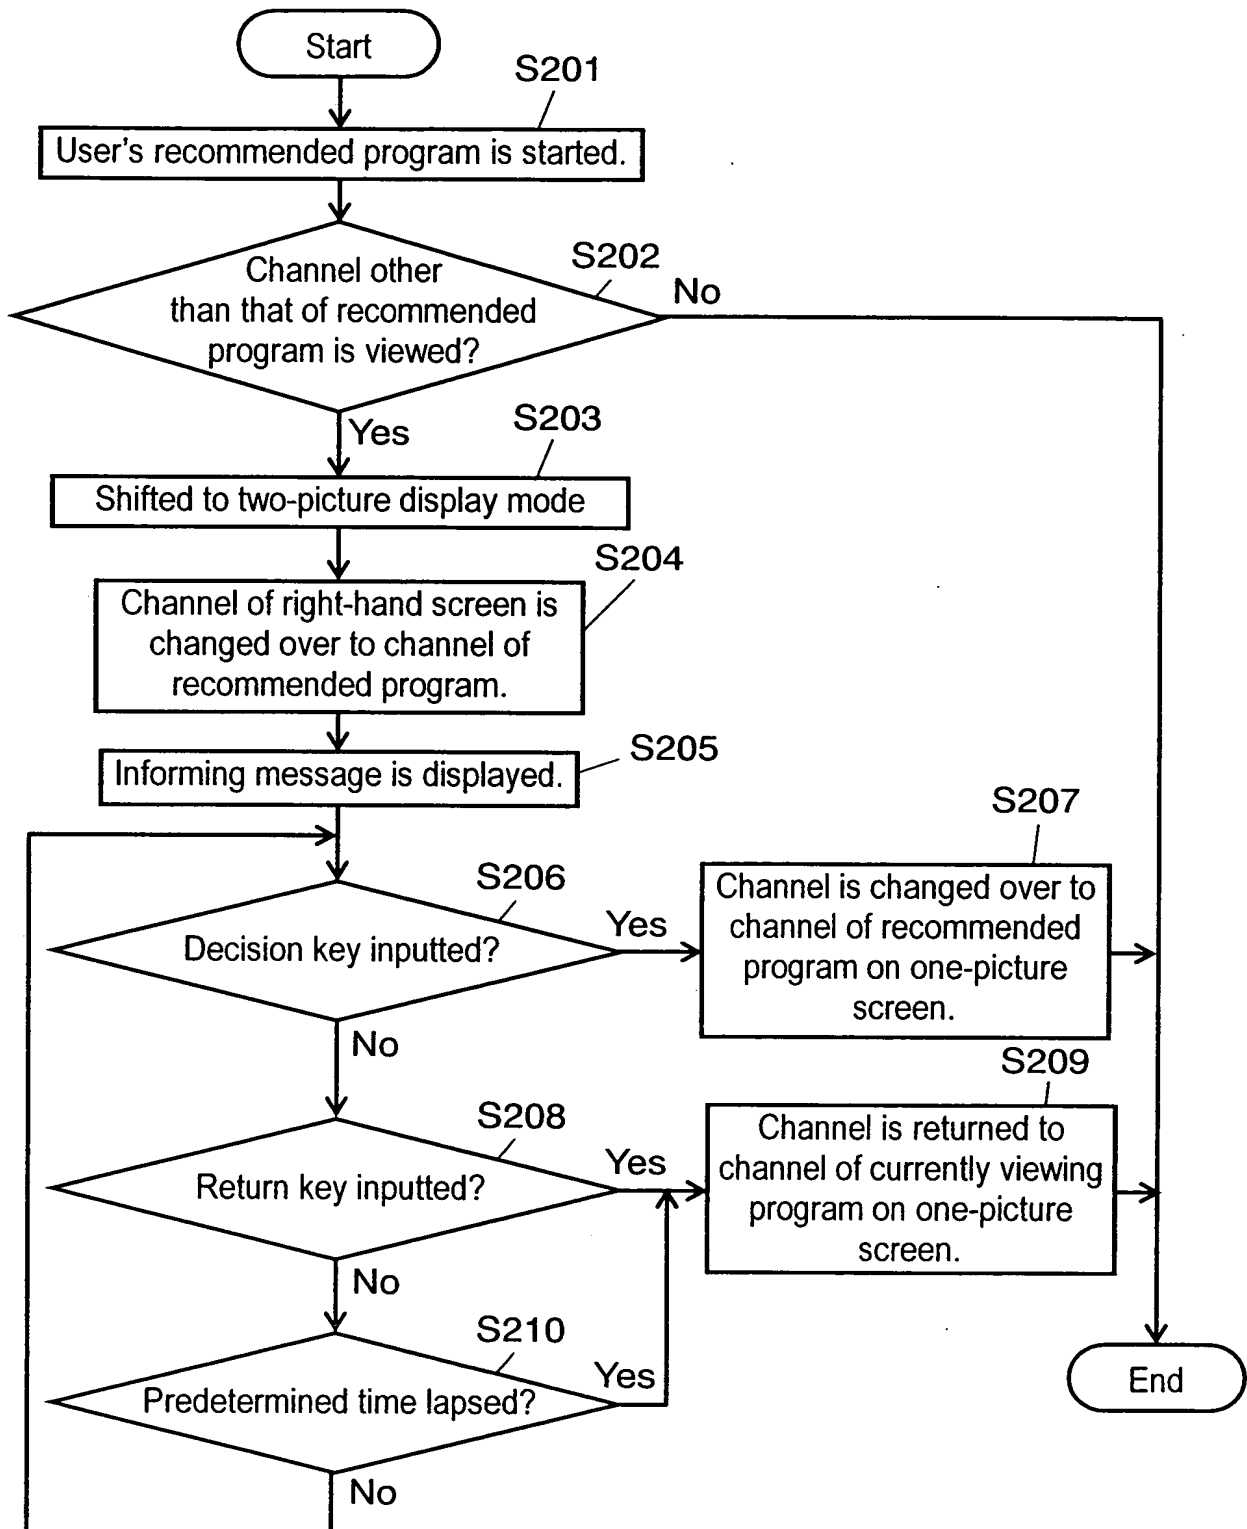 Start
S201
User's recommended program is started.
S202
Channel other
than that of recommended
program is viewed?
No
Yes
S203
Shifted to two-picture display mode
S204
Channel of right-hand screen is
changed over to channel of
recommended program.
S205
Informing message is displayed.
S206
Decision key inputted?
Yes
S207
Channel is changed over to
channel of recommended
program on one-picture
screen.
No
S208
Return key inputted?
Yes
S209
Channel is returned to
channel of currently viewing
program on one-picture
screen.
No
S210
Predetermined time lapsed?
Yes
End
No